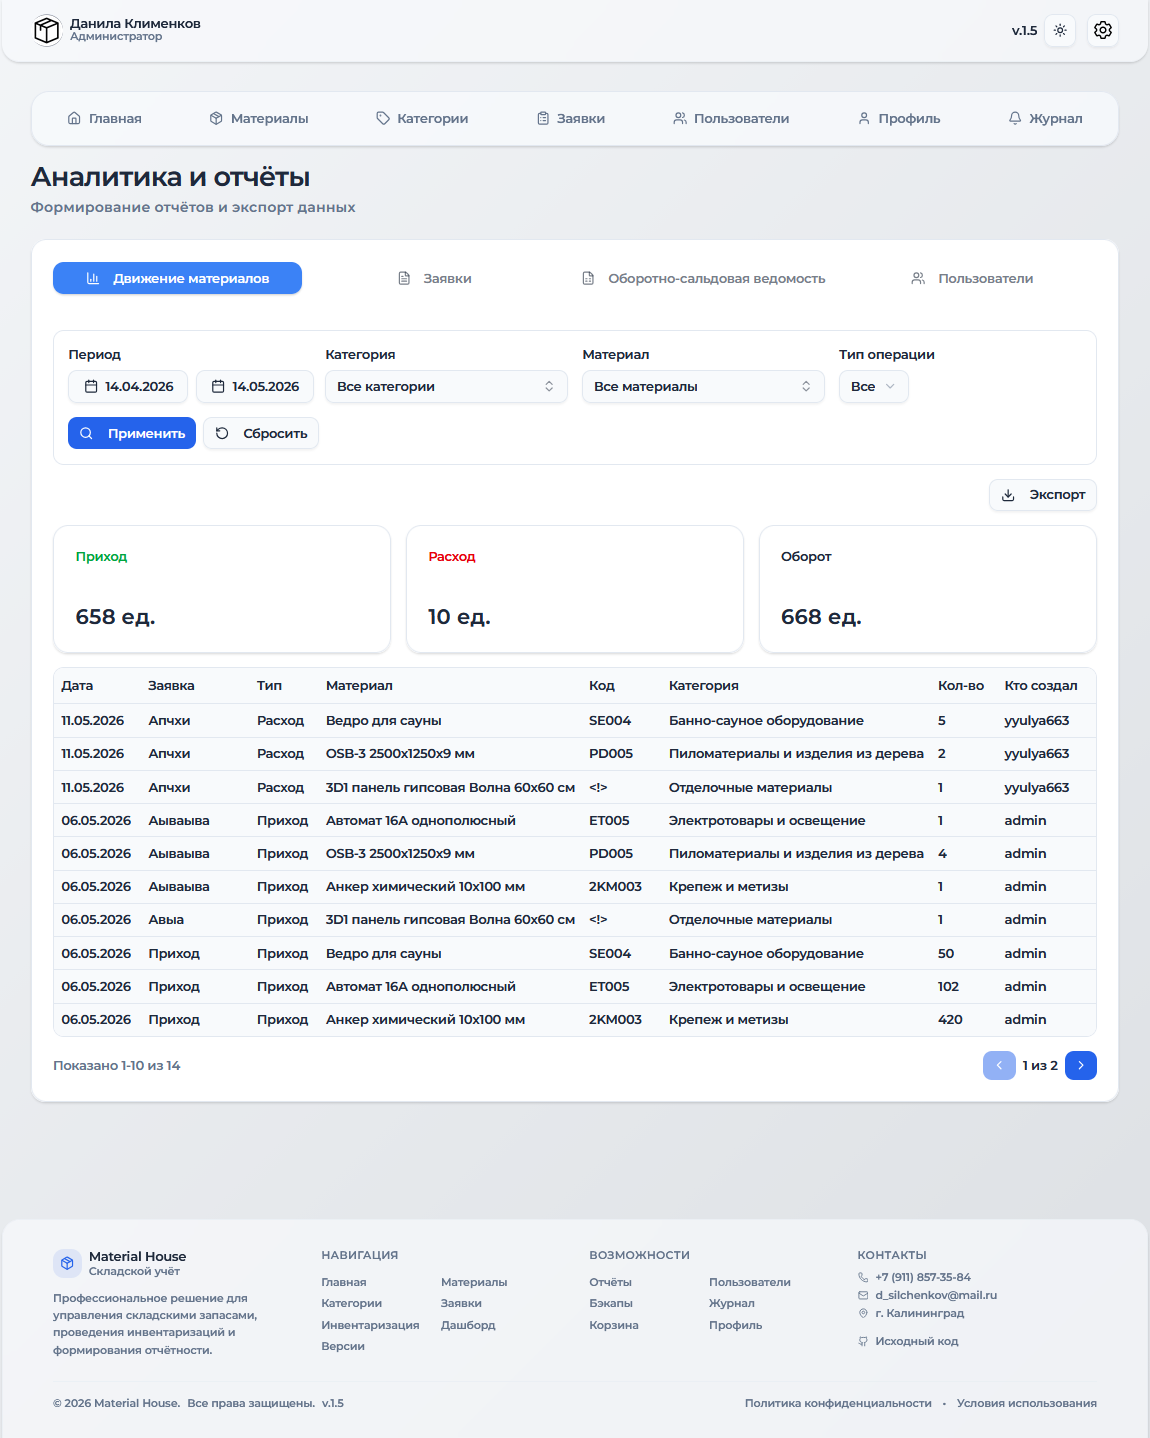 Данила Клименков
Администратор
v.1.5
Главная Материалы Категории Заявки Пользователи Профиль Журнал
Аналитика и отчёты
Формирование отчётов и экспорт данных
Движение материалов Заявки Оборотно-сальдовая ведомость Пользователи
Период Категория Материал Тип операции
14.04.2026 14.05.2026 Все категории Все материалы Все
Применить Сбросить
Экспорт
Приход Расход Оборот
658 ед. 10 ед. 668 ед.
Дата Заявка Тип Материал Код Категория Кол-во Кто создал
11.05.2026 Апчхи Расход Ведро для сауны SE004 Банно-сауное оборудование 5 yyulya663
11.05.2026 Апчхи Расход OSB-3 2500х1250х9 мм PD005 Пиломатериалы и изделия из дерева 2 yyulya663
11.05.2026 Апчхи Расход 3D1 панель гипсовая Волна 60х60 см <!> Отделочные материалы 1 yyulya663
06.05.2026 Аываыва Приход Автомат 16А однополюсный ET005 Электротовары и освещение 1 admin
06.05.2026 Аываыва Приход OSB-3 2500х1250х9 мм PD005 Пиломатериалы и изделия из дерева 4 admin
06.05.2026 Аываыва Приход Анкер химический 10х100 мм 2KM003 Крепеж и метизы 1 admin
06.05.2026 Авыа Приход 3D1 панель гипсовая Волна 60х60 см <!> Отделочные материалы 1 admin
06.05.2026 Приход Приход Ведро для сауны SE004 Банно-сауное оборудование 50 admin
06.05.2026 Приход Приход Автомат 16А однополюсный ET005 Электротовары и освещение 102 admin
06.05.2026 Приход Приход Анкер химический 10х100 мм 2KM003 Крепеж и метизы 420 admin
Показано 1-10 из 14
1 из 2
Material House
Складской учёт
Профессиональное решение для
управления складскими запасами,
проведения инвентаризаций и
формирования отчётности.
НАВИГАЦИЯ
Главная Материалы
Категории Заявки
Инвентаризация Дашборд
Версии
ВОЗМОЖНОСТИ
Отчёты Пользователи
Бэкапы Журнал
Корзина Профиль
КОНТАКТЫ
+7 (911) 857-35-84
d_silchenkov@mail.ru
г. Калининград
Исходный код
© 2026 Material House. Все права защищены. v.1.5
Политика конфиденциальности • Условия использования